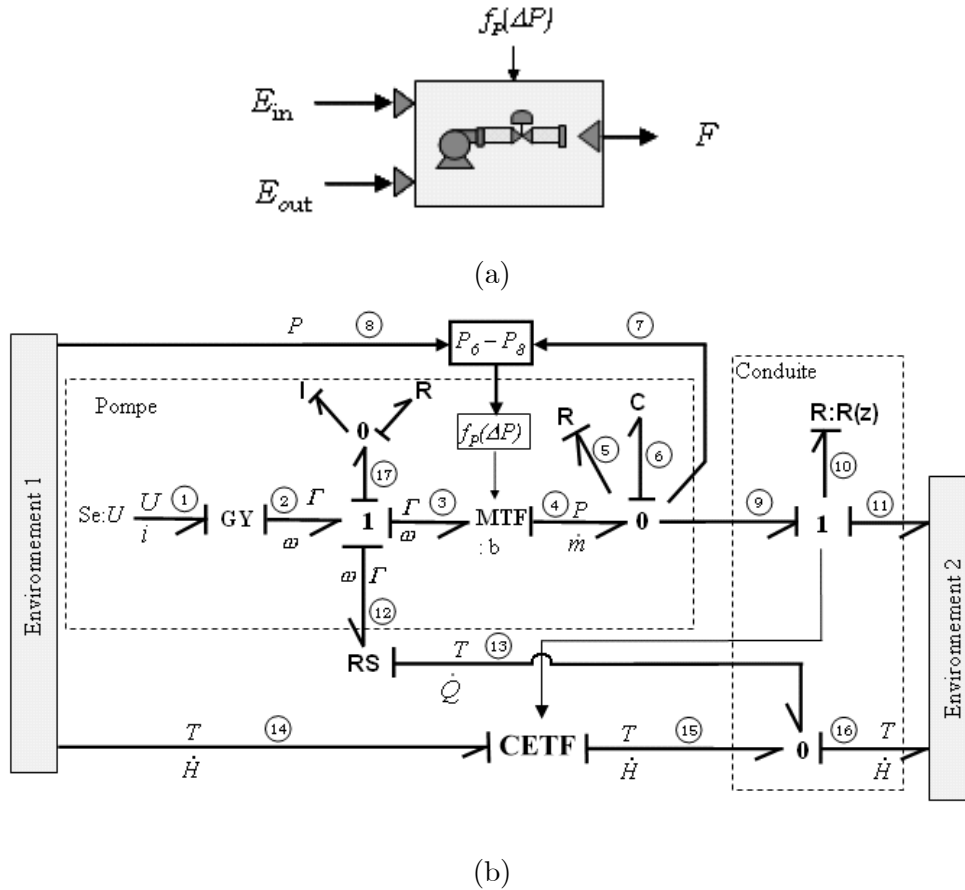 f_P(ΔP)
E_in
E_out
F
(a)
P 8 7
P_6 – P_8
Conduite
Pompe
I R
R C R:R(z)
f_p(ΔP)
0 5 6 10
17
Se:U U 1 GY 2 Γ 1 Γ 3 MTF 4 P 0 9 1 11
i ω ω : b ṁ
ω Γ
12
RS T 13
Q̇
T 14 CETF T 15 0 16 T
Ḣ Ḣ Ḣ
Environnement 1
Environnement 2
(b)